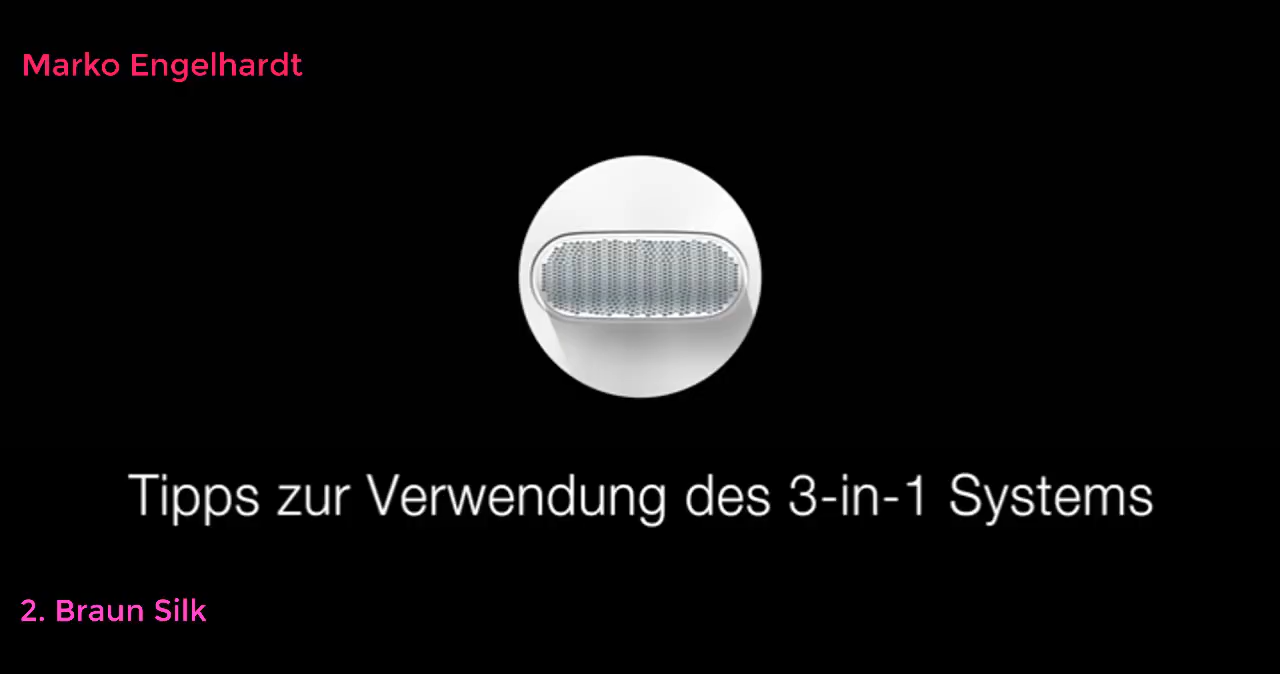 Marko Engelhardt
Tipps zur Verwendung des 3-in-1 Systems
2. Braun Silk